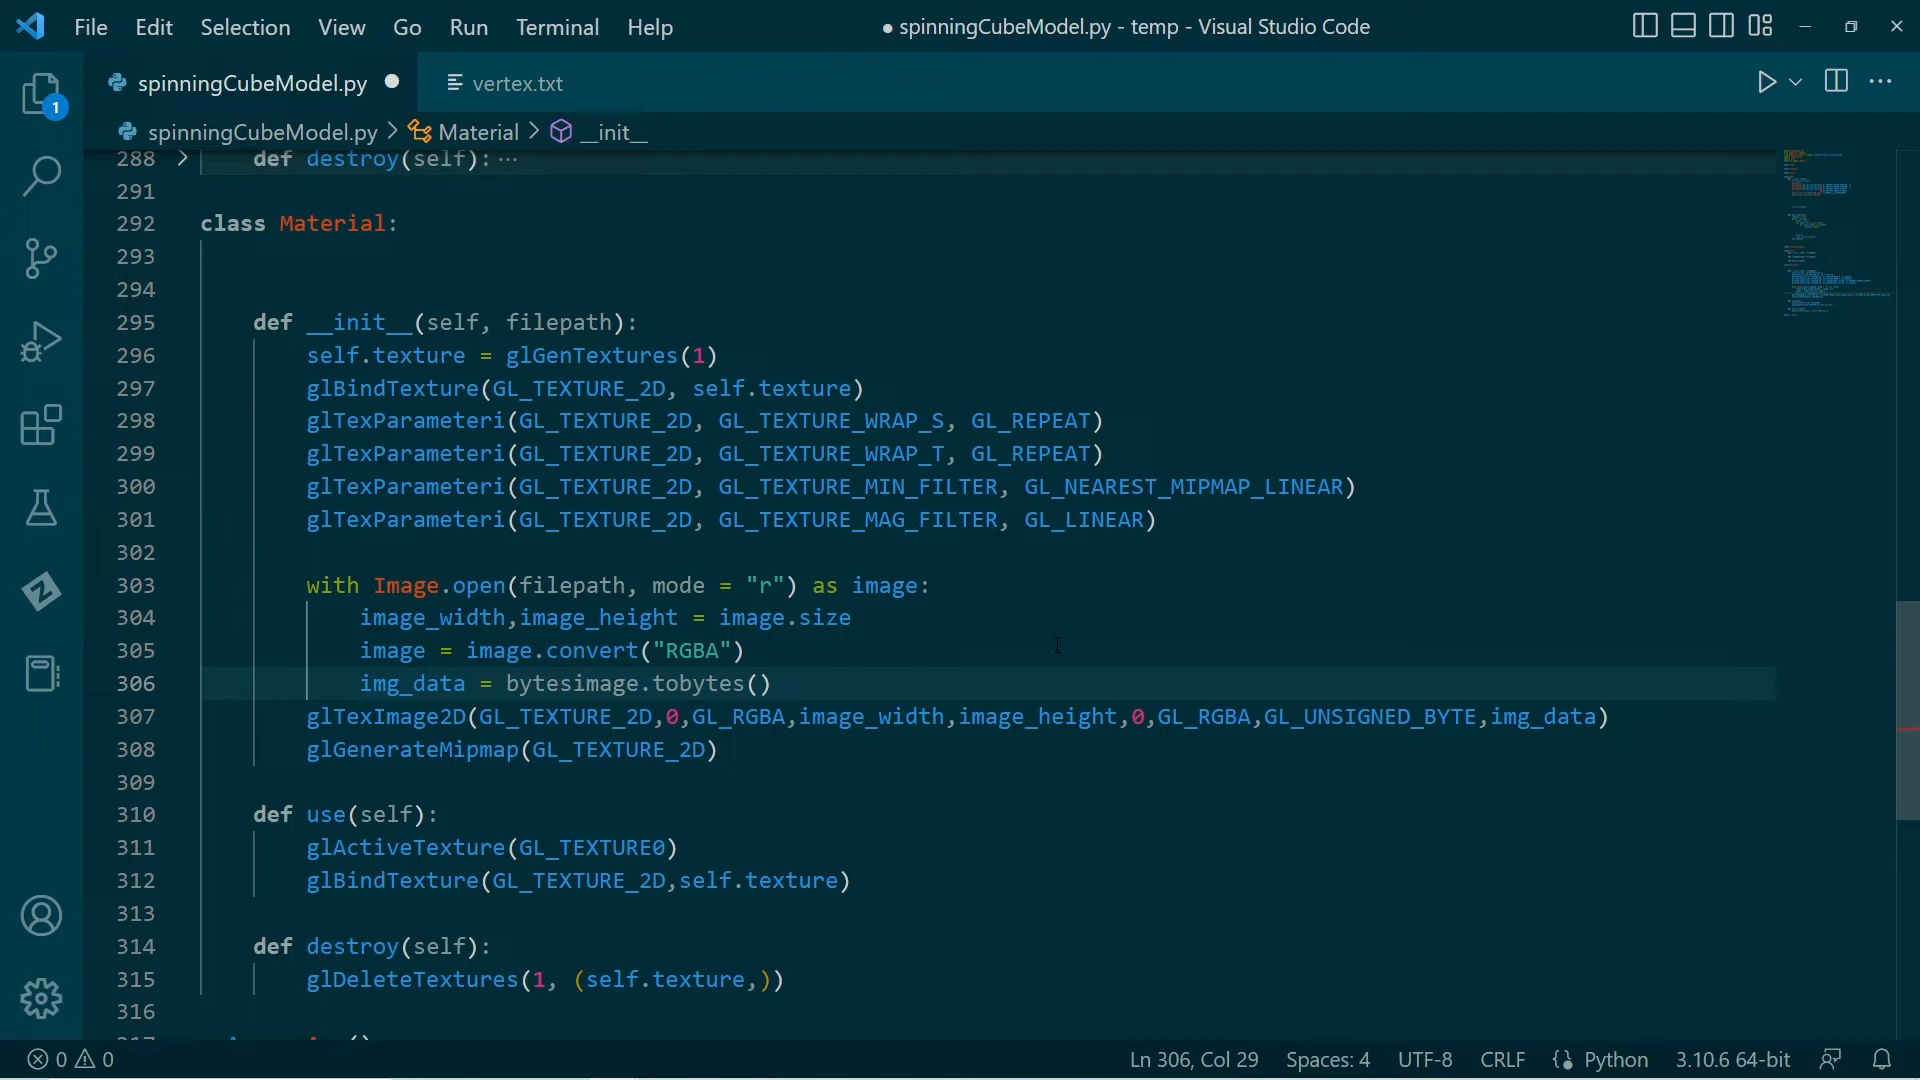 File Edit Selection View Go Run Terminal Help ● spinningCubeModel.py - temp - Visual Studio Code
spinningCubeModel.py ● vertex.txt
1
spinningCubeModel.py > Material > __init__
288 > def destroy(self):···
291
292 class Material:
293
294
295 def __init__(self, filepath):
296 self.texture = glGenTextures(1)
297 glBindTexture(GL_TEXTURE_2D, self.texture)
298 glTexParameteri(GL_TEXTURE_2D, GL_TEXTURE_WRAP_S, GL_REPEAT)
299 glTexParameteri(GL_TEXTURE_2D, GL_TEXTURE_WRAP_T, GL_REPEAT)
300 glTexParameteri(GL_TEXTURE_2D, GL_TEXTURE_MIN_FILTER, GL_NEAREST_MIPMAP_LINEAR)
301 glTexParameteri(GL_TEXTURE_2D, GL_TEXTURE_MAG_FILTER, GL_LINEAR)
302
303 with Image.open(filepath, mode = "r") as image:
304 image_width,image_height = image.size
305 image = image.convert("RGBA")
306 img_data = bytesimage.tobytes()
307 glTexImage2D(GL_TEXTURE_2D,0,GL_RGBA,image_width,image_height,0,GL_RGBA,GL_UNSIGNED_BYTE,img_data)
308 glGenerateMipmap(GL_TEXTURE_2D)
309
310 def use(self):
311 glActiveTexture(GL_TEXTURE0)
312 glBindTexture(GL_TEXTURE_2D,self.texture)
313
314 def destroy(self):
315 glDeleteTextures(1, (self.texture,))
316
0 0 Ln 306, Col 29 Spaces: 4 UTF-8 CRLF Python 3.10.6 64-bit